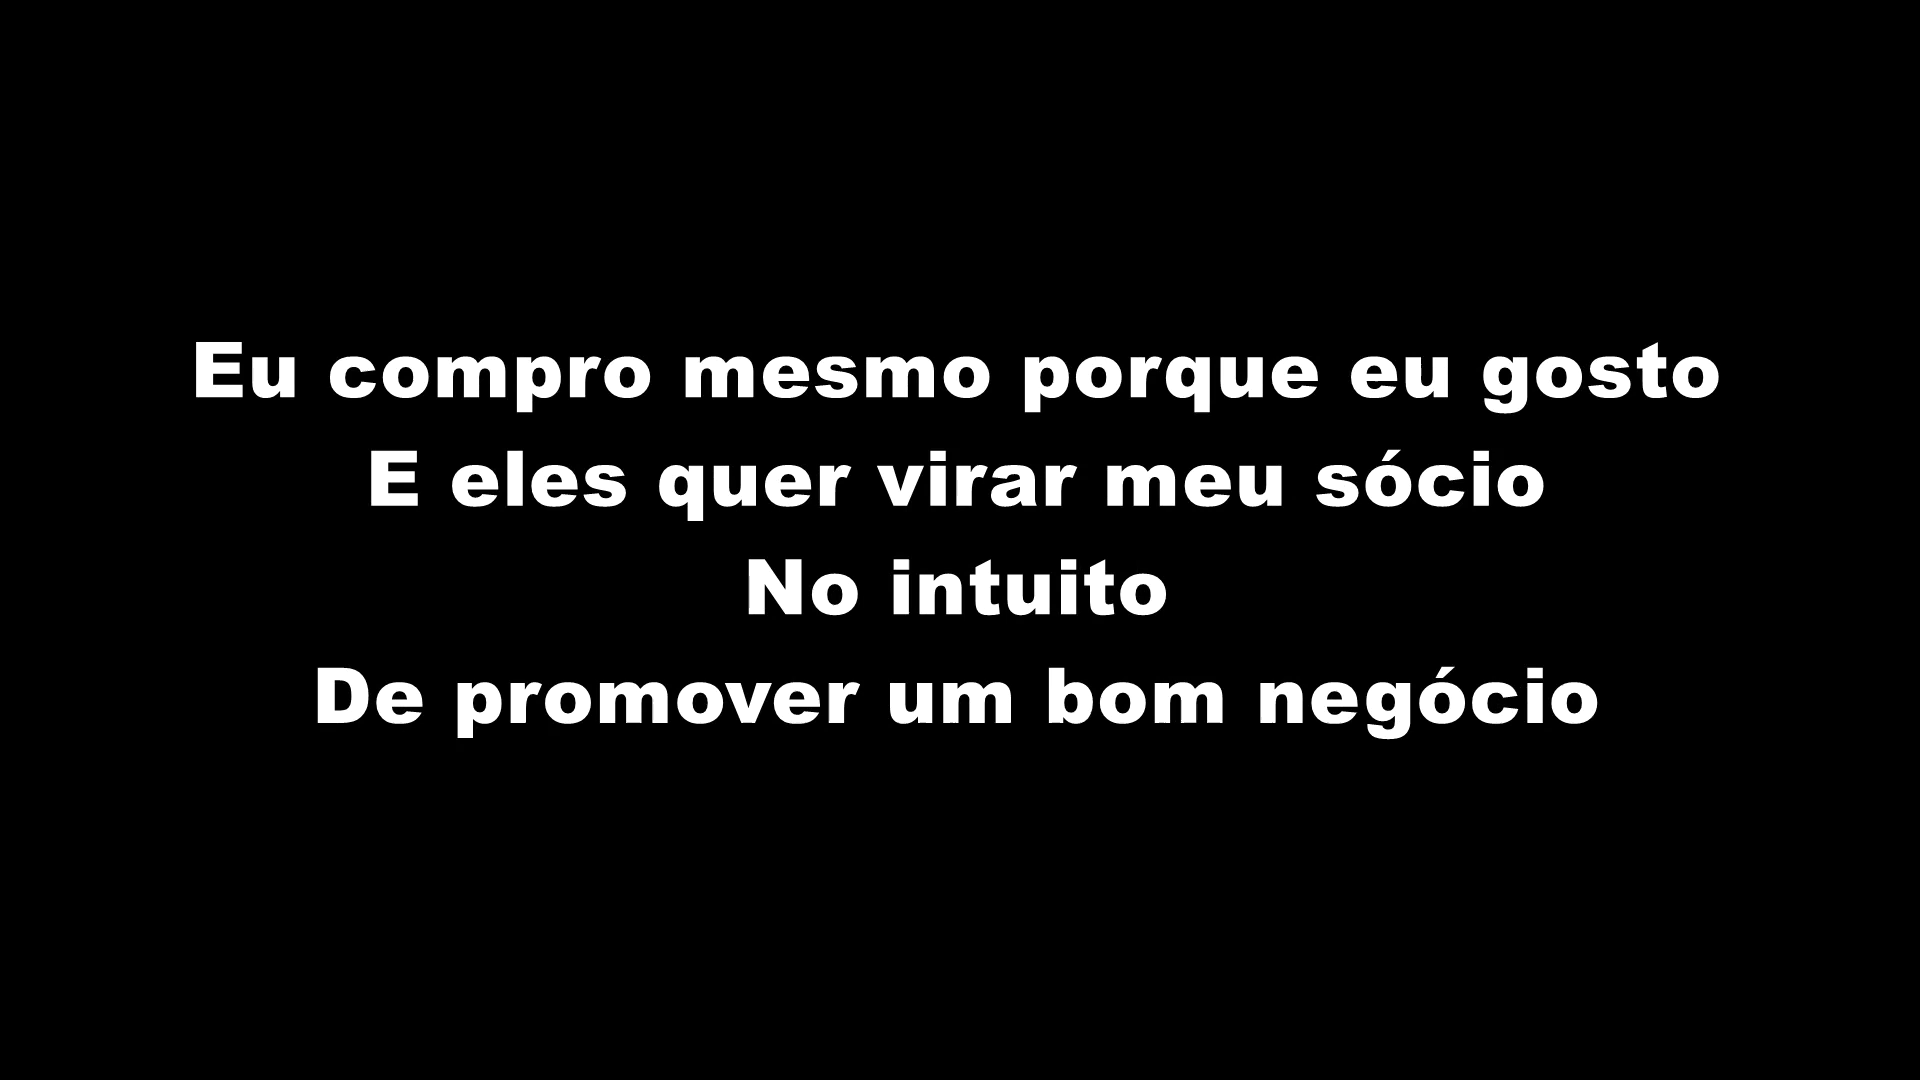 Eu compro mesmo porque eu gosto
E eles quer virar meu sócio
No intuito
De promover um bom negócio